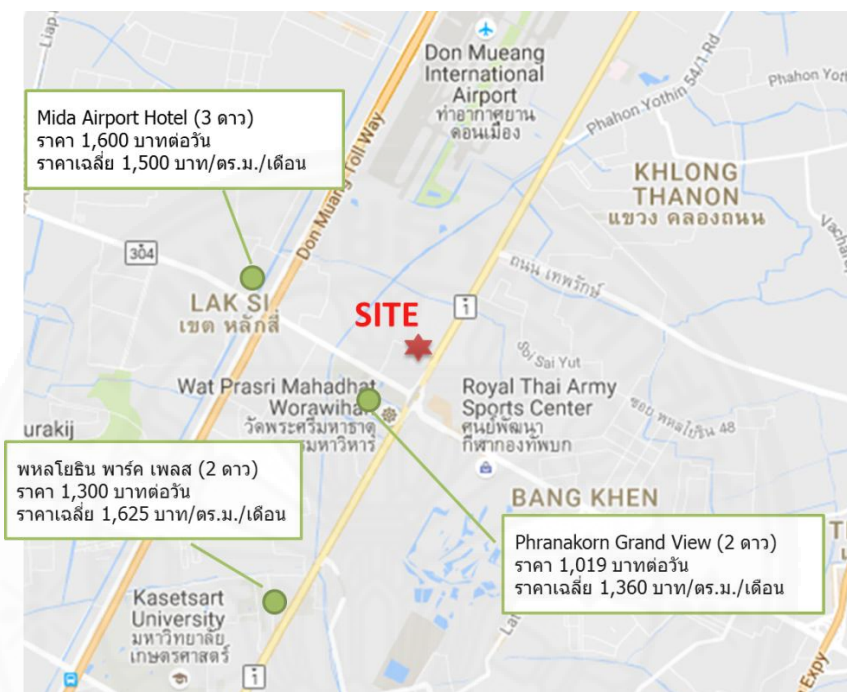 Liap
Don Mueang
International
Airport
ท่าอากาศยาน
ดอนเมือง
Phahon Yothin 54/1 Rd
Mida Airport Hotel (3 ดาว)
ราคา 1,600 บาทต่อวัน
ราคาเฉลี่ย 1,500 บาท/ตร.ม./เดือน
Don Muang Toll Way
KHLONG
THANON
แขวง คลองถนน
304
ถนน เทพรักษ์
LAK SI
เขต หลักสี่
SITE
1
ซอย Sai Yut
Wat Prasri Mahadhat
Worawihan
วัดพระศรีมหาธาตุ
Royal Thai Army
Sports Center
ศูนย์พัฒนา
กีฬากองทัพบก
ซอย พหลโยธิน 48
urakij
พหลโยธิน พาร์ค เพลส (2 ดาว)
ราคา 1,300 บาทต่อวัน
ราคาเฉลี่ย 1,625 บาท/ตร.ม./เดือน
BANG KHEN
Phranakorn Grand View (2 ดาว)
ราคา 1,019 บาทต่อวัน
ราคาเฉลี่ย 1,360 บาท/ตร.ม./เดือน
Kasetsart
University
มหาวิทยาลัย
เกษตรศาสตร์
1
Expy